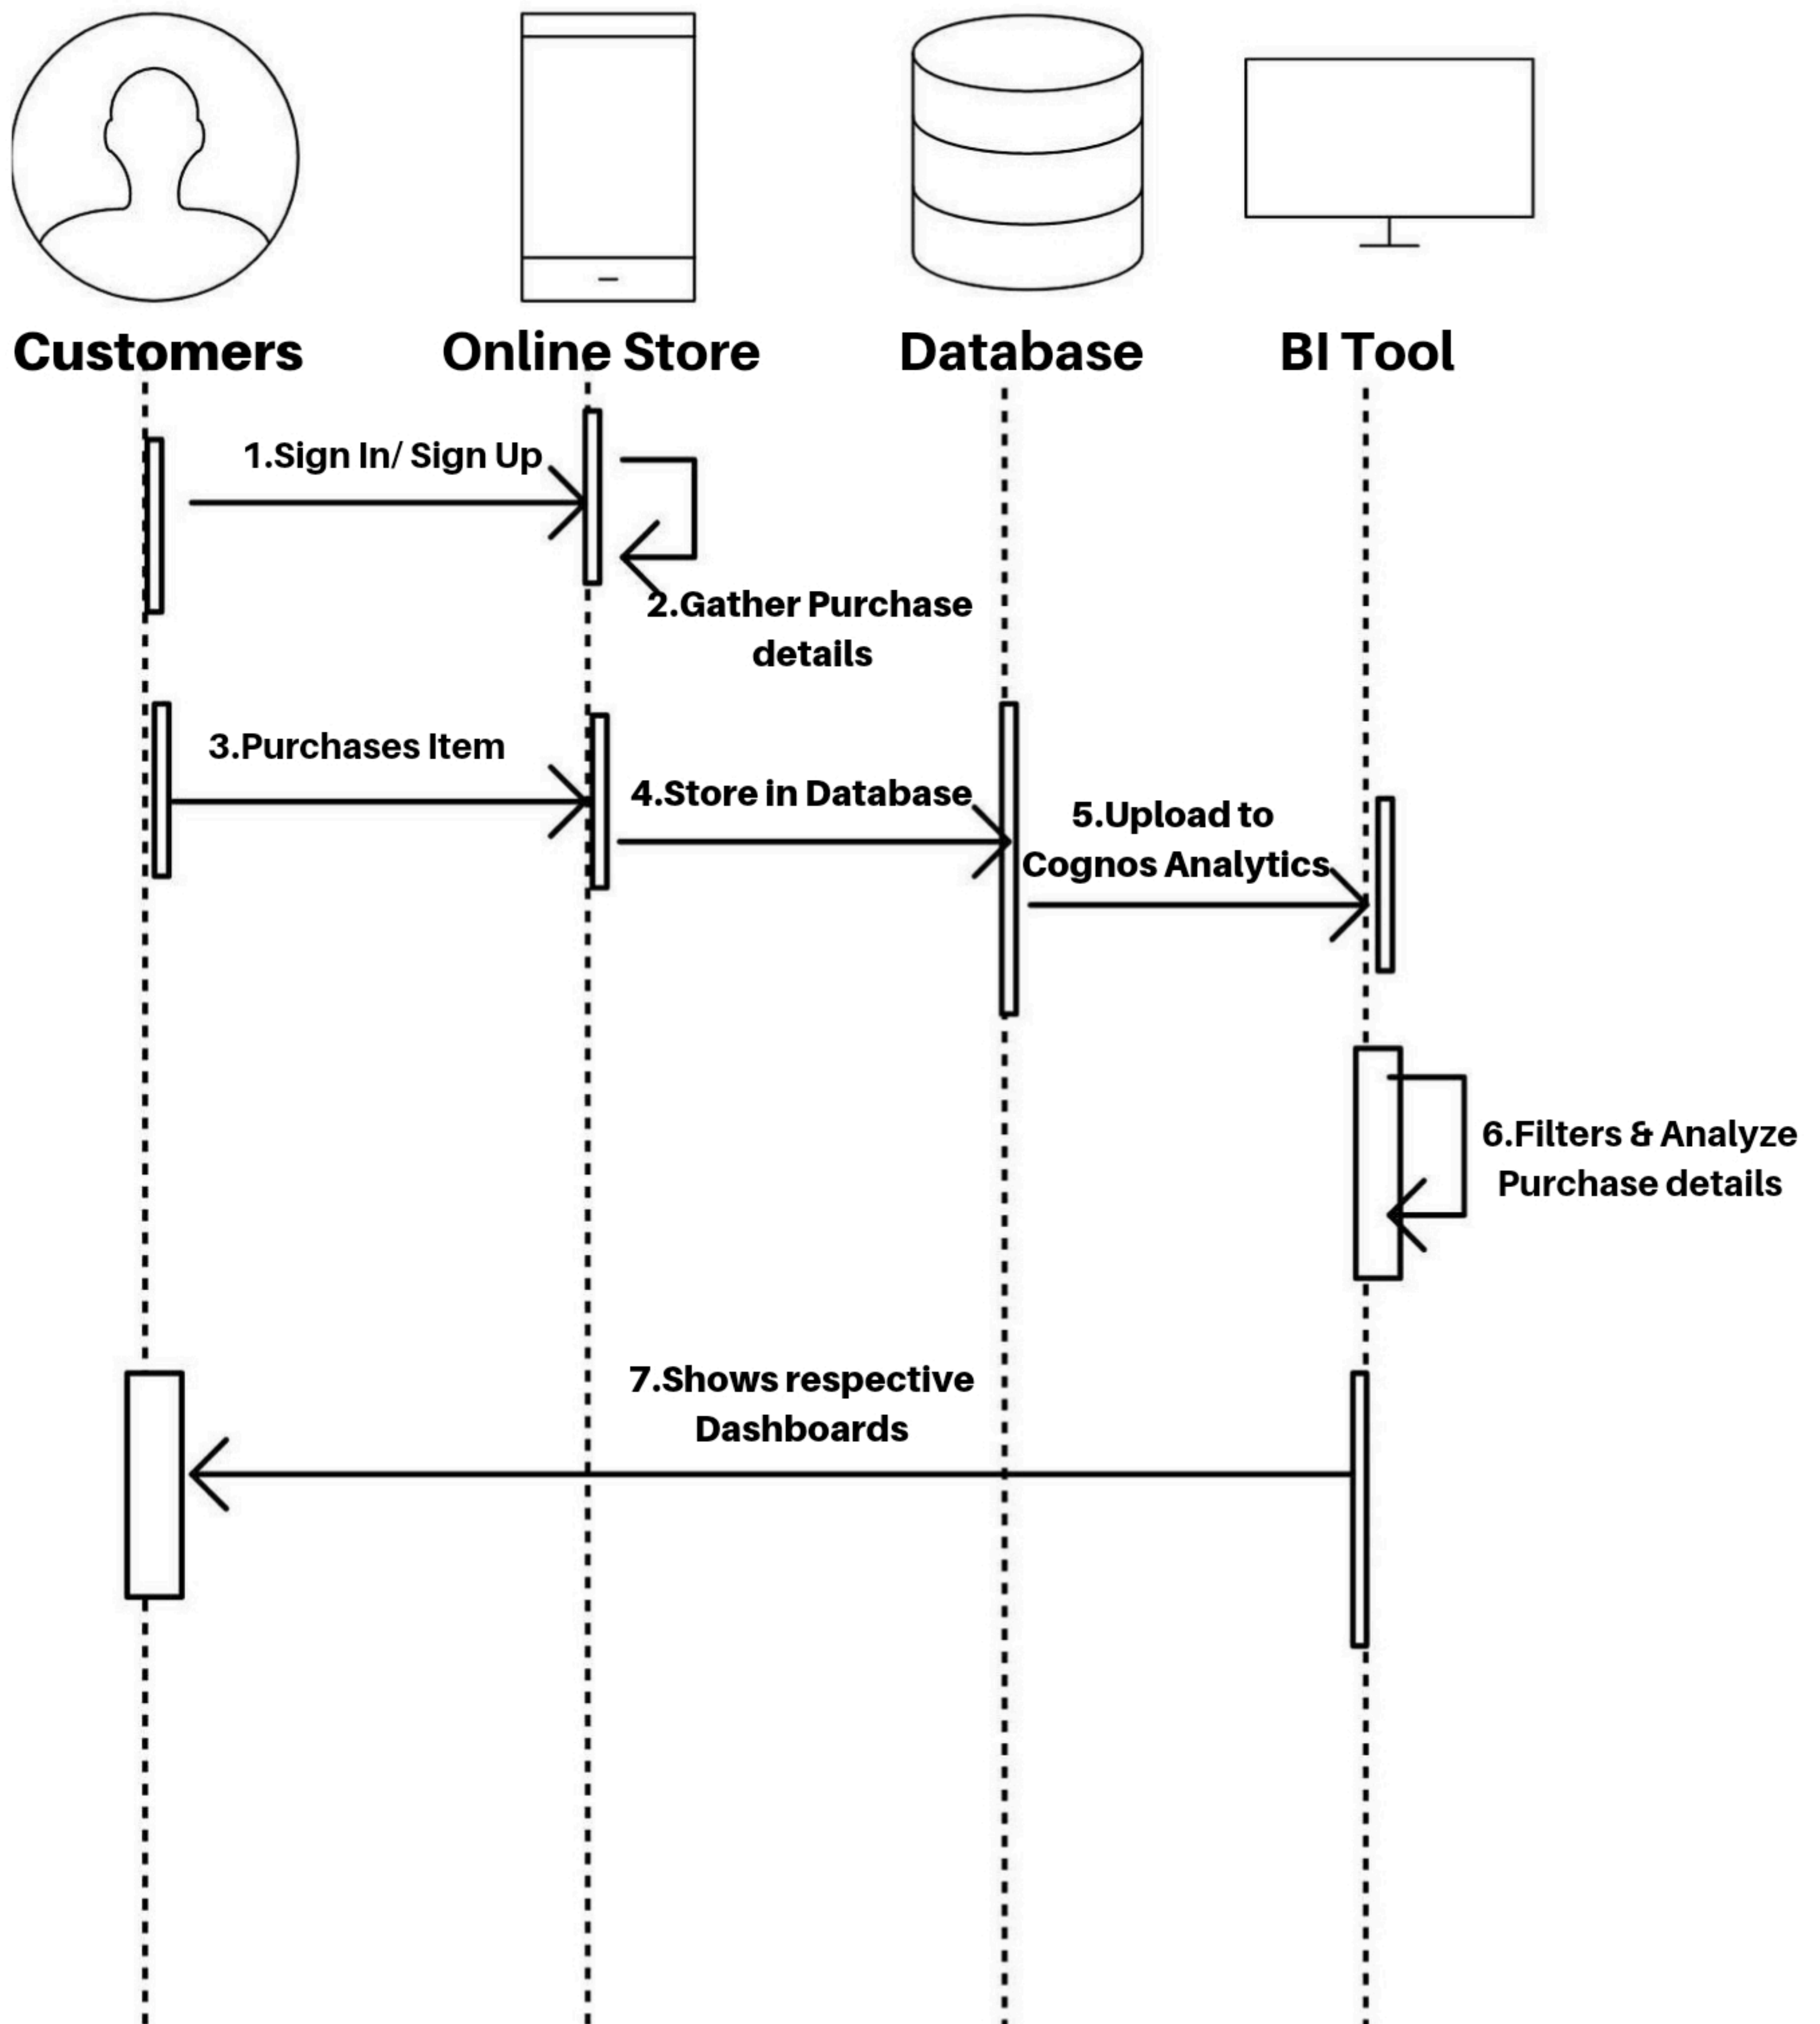 Customers
Online Store
Database
BI Tool
1.Sign In/ Sign Up
2.Gather Purchase
details
3.Purchases Item
4.Store in Database
5.Upload to
Cognos Analytics
6.Filters & Analyze
Purchase details
7.Shows respective
Dashboards